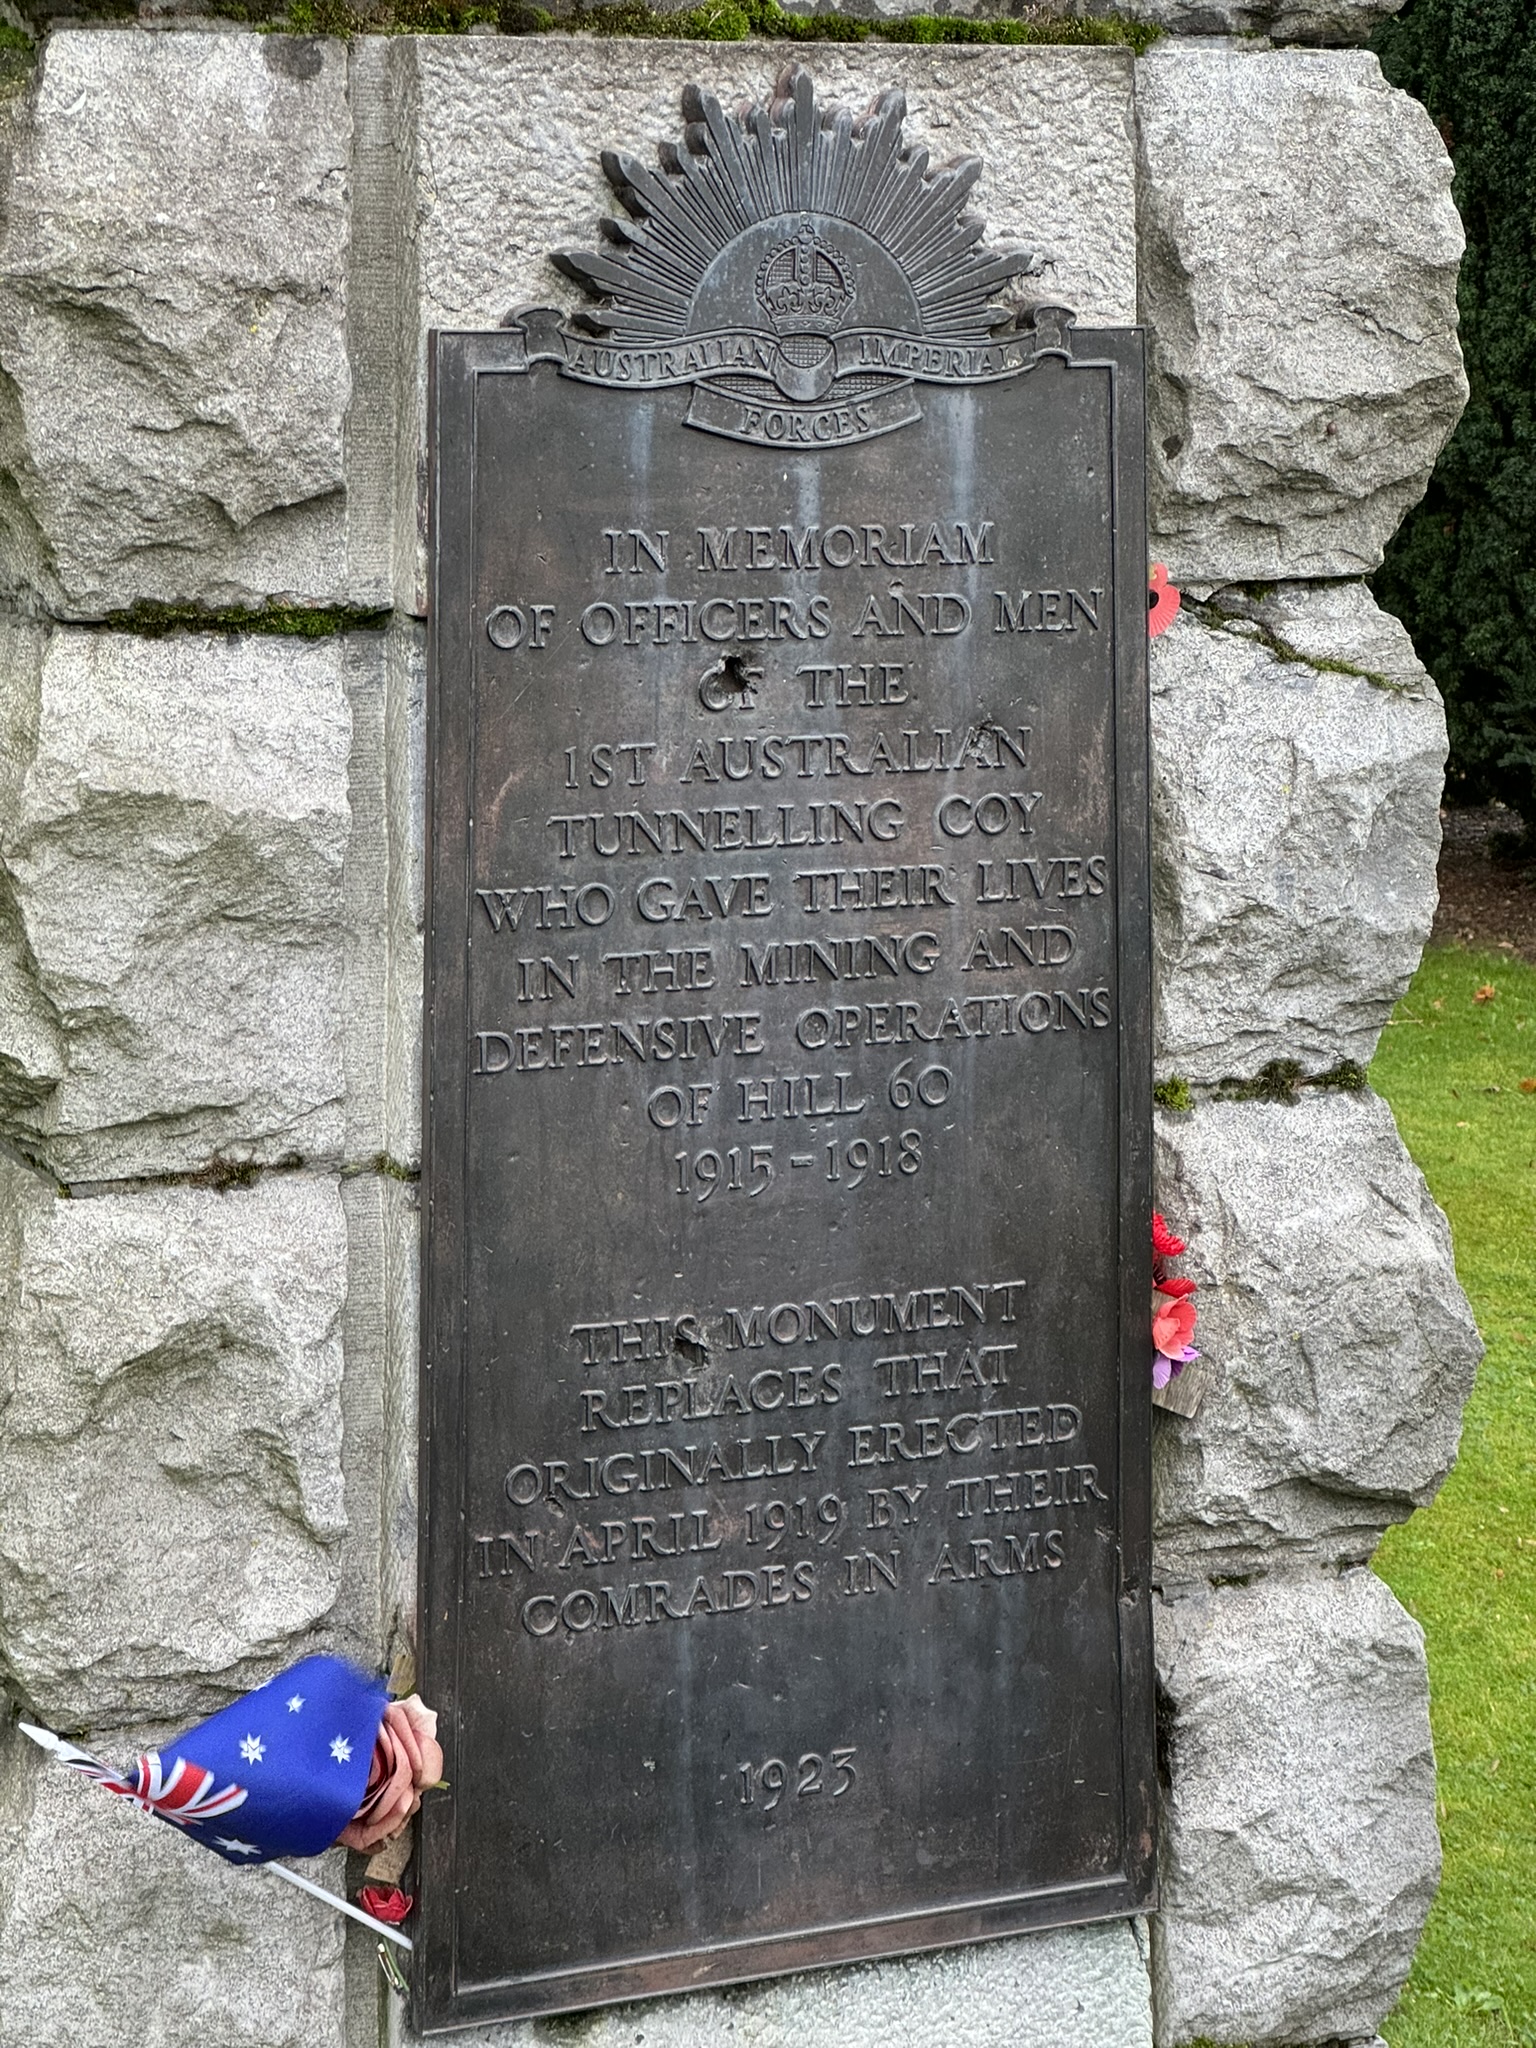 AUSTRALIAN IMPERIAL
FORCES
IN MEMORIAM
OF OFFICERS AND MEN
OF THE
1ST AUSTRALIAN
TUNNELLING COY
WHO GAVE THEIR LIVES
IN THE MINING AND
DEFENSIVE OPERATIONS
OF HILL 60
1915-1918
THIS MONUMENT
REPLACES THAT
ORIGINALLY ERECTED
IN APRIL 1919 BY THEIR
COMRADES IN ARMS
1923